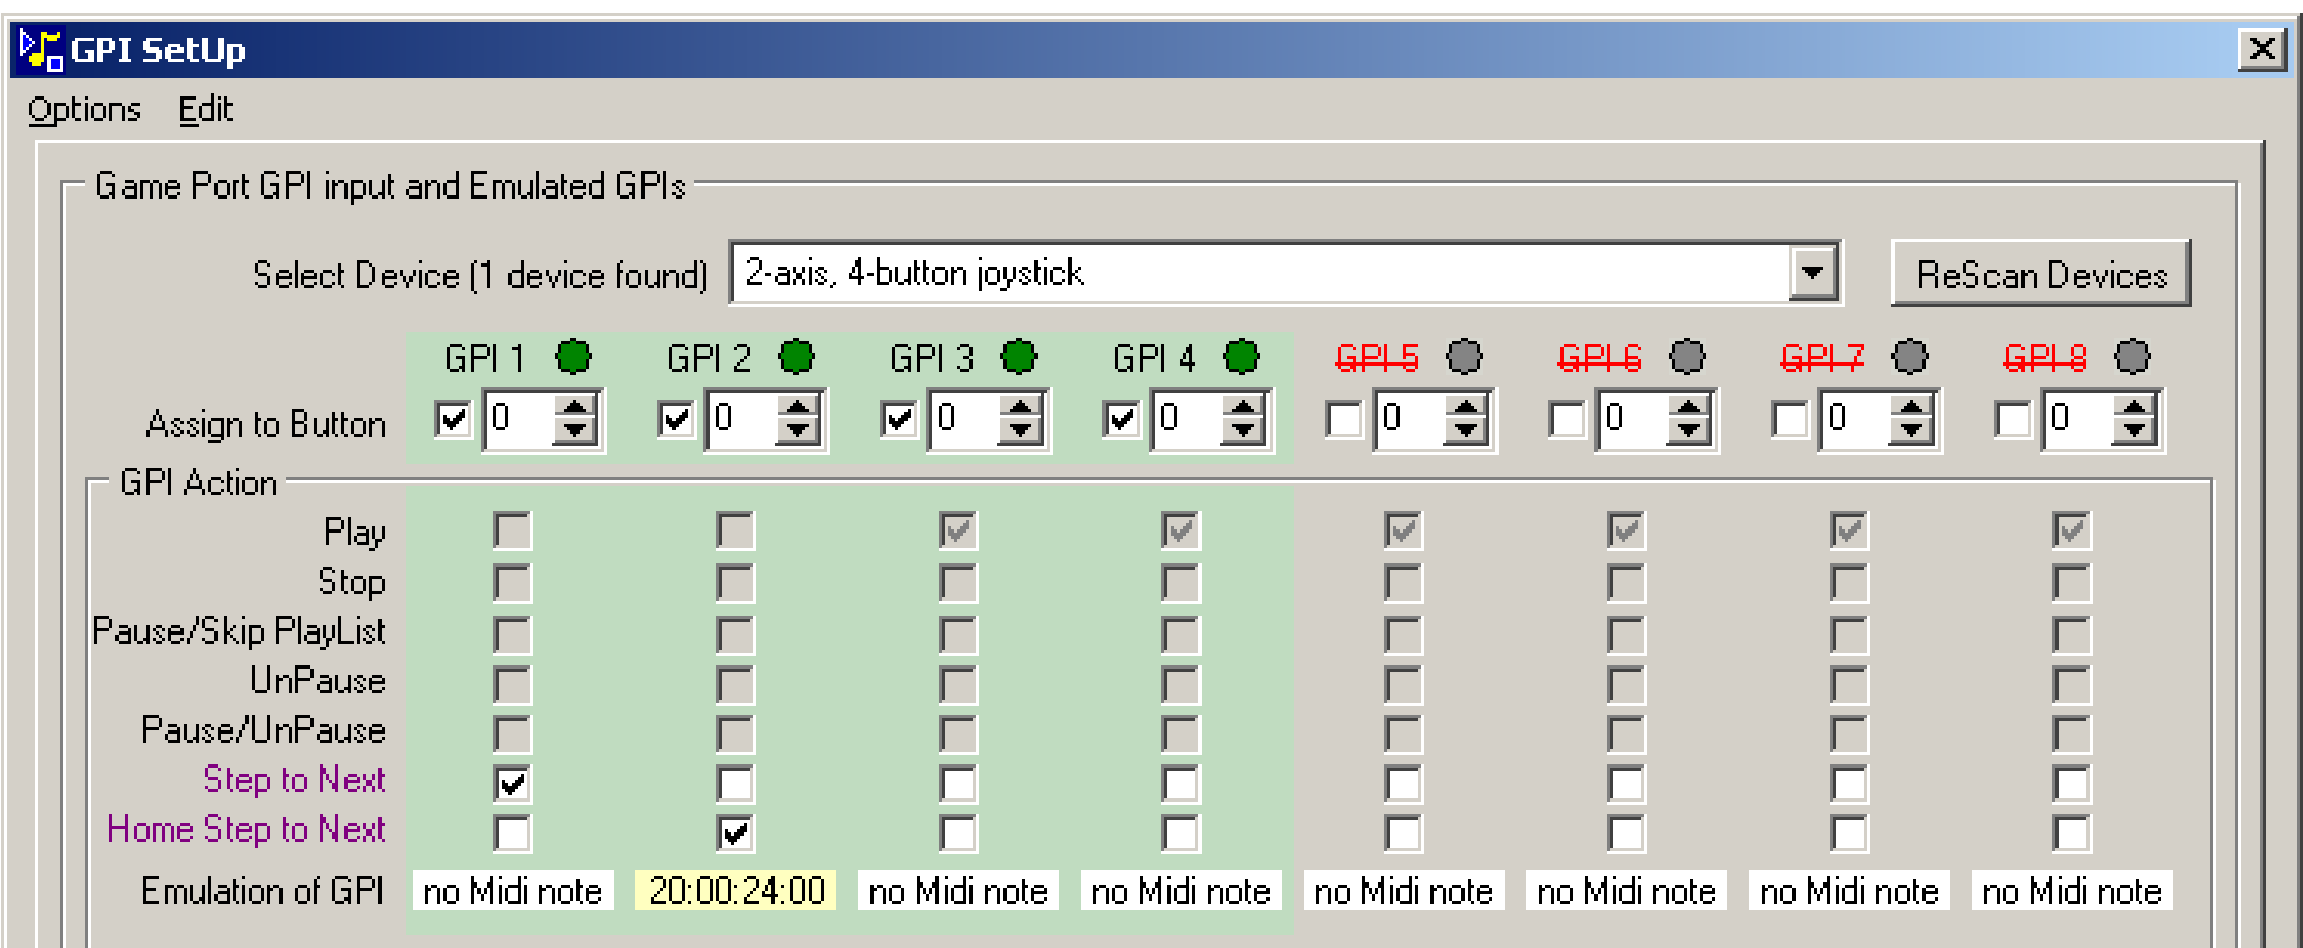 GPI SetUp
Options Edit
Game Port GPI input and Emulated GPIs
Select Device (1 device found) 2-axis, 4-button joystick ReScan Devices
GPI 1 GPI 2 GPI 3 GPI 4 GPI 5 GPI 6 GPI 7 GPI 8
Assign to Button 0 0 0 0 0 0 0 0
GPI Action
Play
Stop
Pause/Skip PlayList
UnPause
Pause/UnPause
Step to Next
Home Step to Next
Emulation of GPI no Midi note 20:00:24:00 no Midi note no Midi note no Midi note no Midi note no Midi note no Midi note